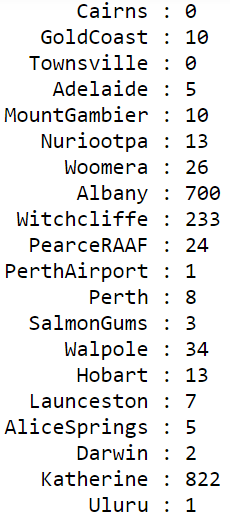 Cairns : 0
GoldCoast : 10
Townsville : 0
Adelaide : 5
MountGambier : 10
Nuriootpa : 13
Woomera : 26
Albany : 700
Witchcliffe : 233
PearceRAAF : 24
PerthAirport : 1
Perth : 8
SalmonGums : 3
Walpole : 34
Hobart : 13
Launceston : 7
AliceSprings : 5
Darwin : 2
Katherine : 822
Uluru : 1